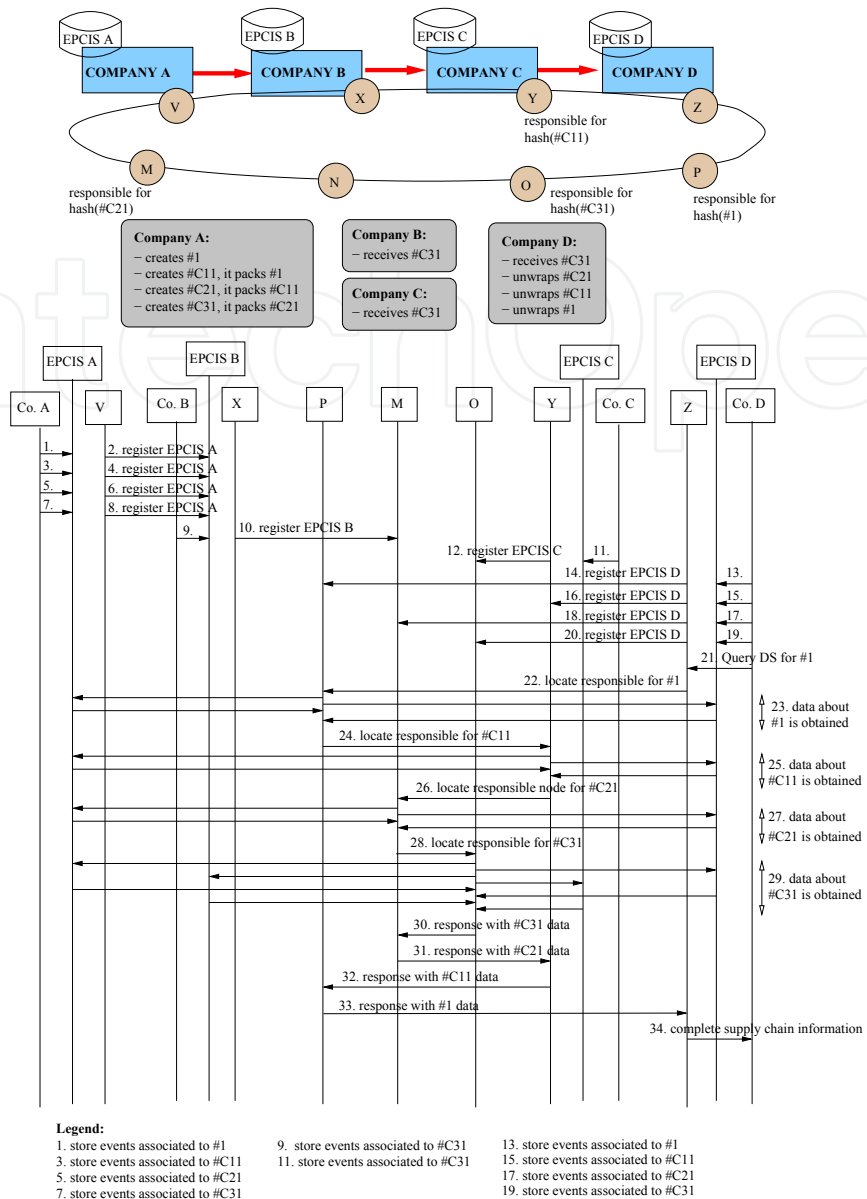 EPCIS A
EPCIS B
EPCIS C
EPCIS D
COMPANY A
COMPANY B
COMPANY C
COMPANY D
V
X
Y
Z
responsible for
hash(#C11)
M
N
O
P
responsible for
hash(#C21)
responsible for
hash(#C31)
responsible for
hash(#1)
Company A:
− creates #1
− creates #C11, it packs #1
− creates #C21, it packs #C11
− creates #C31, it packs #C21
Company B:
− receives #C31
Company C:
− receives #C31
Company D:
− receives #C31
− unwraps #C21
− unwraps #C11
− unwraps #1
IntechOpe
EPCIS A
EPCIS B
EPCIS C
EPCIS D
Co. A
V
Co. B
X
P
M
O
Y
Co. C
Z
Co. D
1.
2. register EPCIS A
3.
4. register EPCIS A
5.
6. register EPCIS A
7.
8. register EPCIS A
9.
10. register EPCIS B
11.
12. register EPCIS C
13.
14. register EPCIS D
15.
16. register EPCIS D
17.
18. register EPCIS D
19.
20. register EPCIS D
21. Query DS for #1
22. locate responsible for #1
23. data about
#1 is obtained
24. locate responsible for #C11
25. data about
#C11 is obtained
26. locate responsible node for #C21
27. data about
#C21 is obtained
28. locate responsible for #C31
29. data about
#C31 is obtained
30. response with #C31 data
31. response with #C21 data
32. response with #C11 data
33. response with #1 data
34. complete supply chain information
Legend:
1. store events associated to #1
3. store events associated to #C11
5. store events associated to #C21
7. store events associated to #C31
9. store events associated to #C31
11. store events associated to #C31
13. store events associated to #1
15. store events associated to #C11
17. store events associated to #C21
19. store events associated to #C31